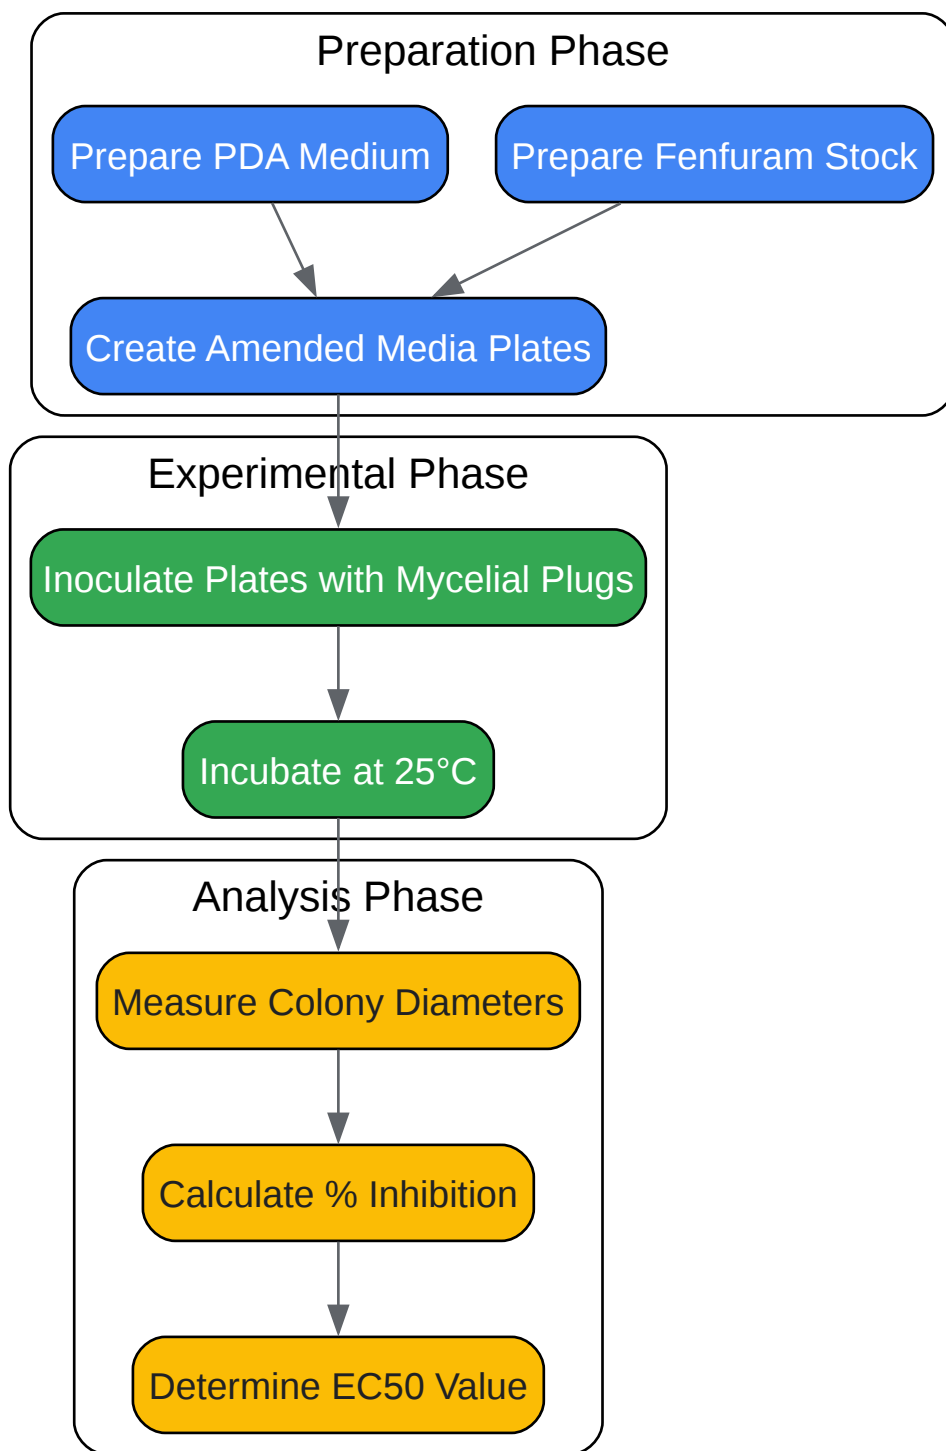 Preparation Phase
Prepare PDA Medium
Prepare Fenfuram Stock
Create Amended Media Plates
Experimental Phase
Inoculate Plates with Mycelial Plugs
Incubate at 25°C
Analysis Phase
Measure Colony Diameters
Calculate % Inhibition
Determine EC50 Value